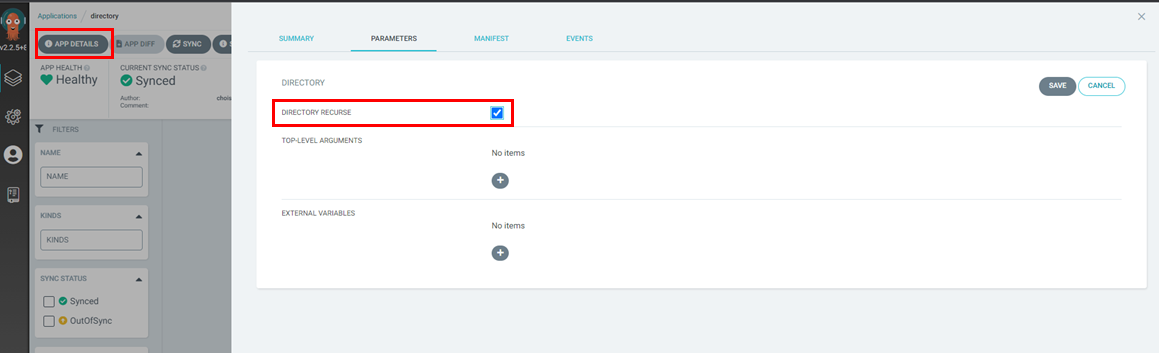 Applications / directory
v2.2.5+8
APP DETAILS
APP DIFF
SYNC
APP HEALTH
Healthy
CURRENT SYNC STATUS
Synced
Author:
Comment:
chois
FILTERS
NAME
NAME
KINDS
KINDS
SYNC STATUS
Synced
OutOfSync
SUMMARY
PARAMETERS
MANIFEST
EVENTS
DIRECTORY
SAVE
CANCEL
DIRECTORY RECURSE
TOP-LEVEL ARGUMENTS
No items
EXTERNAL VARIABLES
No items